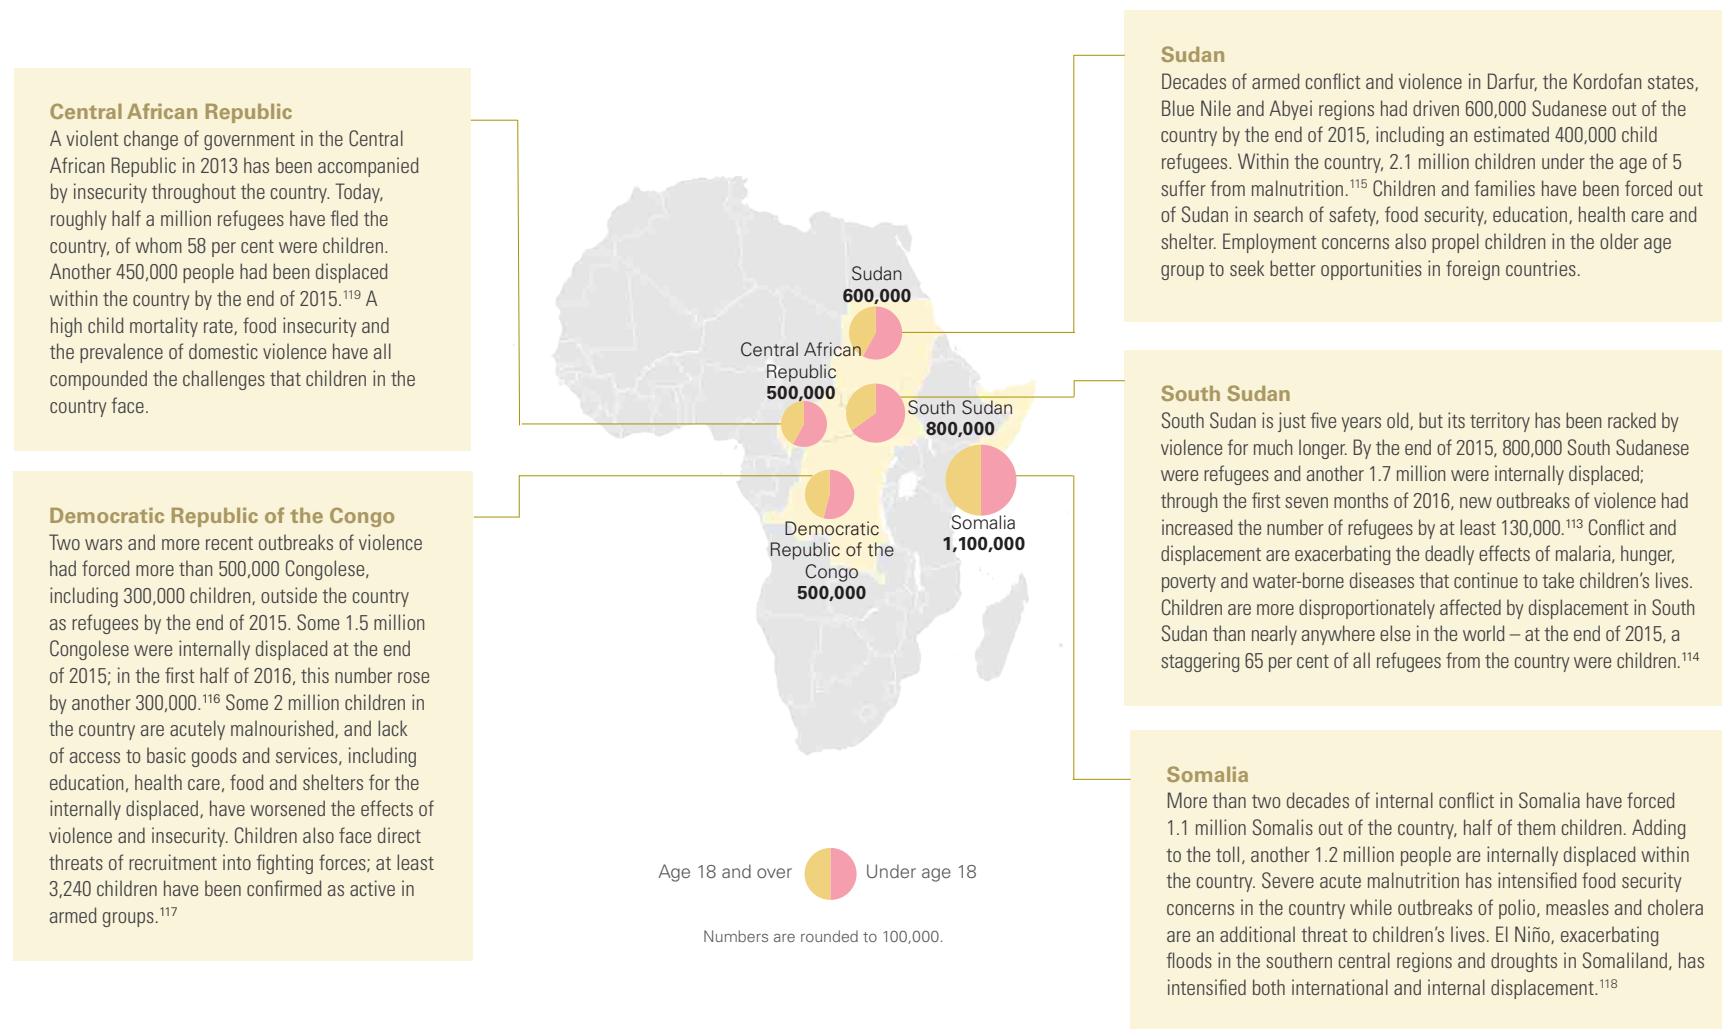 Central African Republic
A violent change of government in the Central
African Republic in 2013 has been accompanied
by insecurity throughout the country. Today,
roughly half a million refugees have fled the
country, of whom 58 per cent were children.
Another 450,000 people had been displaced
within the country by the end of 2015.119 A
high child mortality rate, food insecurity and
the prevalence of domestic violence have all
compounded the challenges that children in the
country face.
Democratic Republic of the Congo
Two wars and more recent outbreaks of violence
had forced more than 500,000 Congolese,
including 300,000 children, outside the country
as refugees by the end of 2015. Some 1.5 million
Congolese were internally displaced at the end
of 2015; in the first half of 2016, this number rose
by another 300,000.116 Some 2 million children in
the country are acutely malnourished, and lack
of access to basic goods and services, including
education, health care, food and shelters for the
internally displaced, have worsened the effects of
violence and insecurity. Children also face direct
threats of recruitment into fighting forces; at least
3,240 children have been confirmed as active in
armed groups.117
Sudan
600,000
Central African
Republic
500,000
South Sudan
800,000
Somalia
1,100,000
Democratic
Republic of the
Congo
500,000
Age 18 and over
Under age 18
Numbers are rounded to 100,000.
Sudan
Decades of armed conflict and violence in Darfur, the Kordofan states,
Blue Nile and Abyei regions had driven 600,000 Sudanese out of the
country by the end of 2015, including an estimated 400,000 child
refugees. Within the country, 2.1 million children under the age of 5
suffer from malnutrition.115 Children and families have been forced out
of Sudan in search of safety, food security, education, health care and
shelter. Employment concerns also propel children in the older age
group to seek better opportunities in foreign countries.
South Sudan
South Sudan is just five years old, but its territory has been racked by
violence for much longer. By the end of 2015, 800,000 South Sudanese
were refugees and another 1.7 million were internally displaced;
through the first seven months of 2016, new outbreaks of violence had
increased the number of refugees by at least 130,000.113 Conflict and
displacement are exacerbating the deadly effects of malaria, hunger,
poverty and water-borne diseases that continue to take children's lives.
Children are more disproportionately affected by displacement in South
Sudan than nearly anywhere else in the world – at the end of 2015, a
staggering 65 per cent of all refugees from the country were children.114
Somalia
More than two decades of internal conflict in Somalia have forced
1.1 million Somalis out of the country, half of them children. Adding
to the toll, another 1.2 million people are internally displaced within
the country. Severe acute malnutrition has intensified food security
concerns in the country while outbreaks of polio, measles and cholera
are an additional threat to children's lives. El Niño, exacerbating
floods in the southern central regions and droughts in Somaliland, has
intensified both international and internal displacement.118